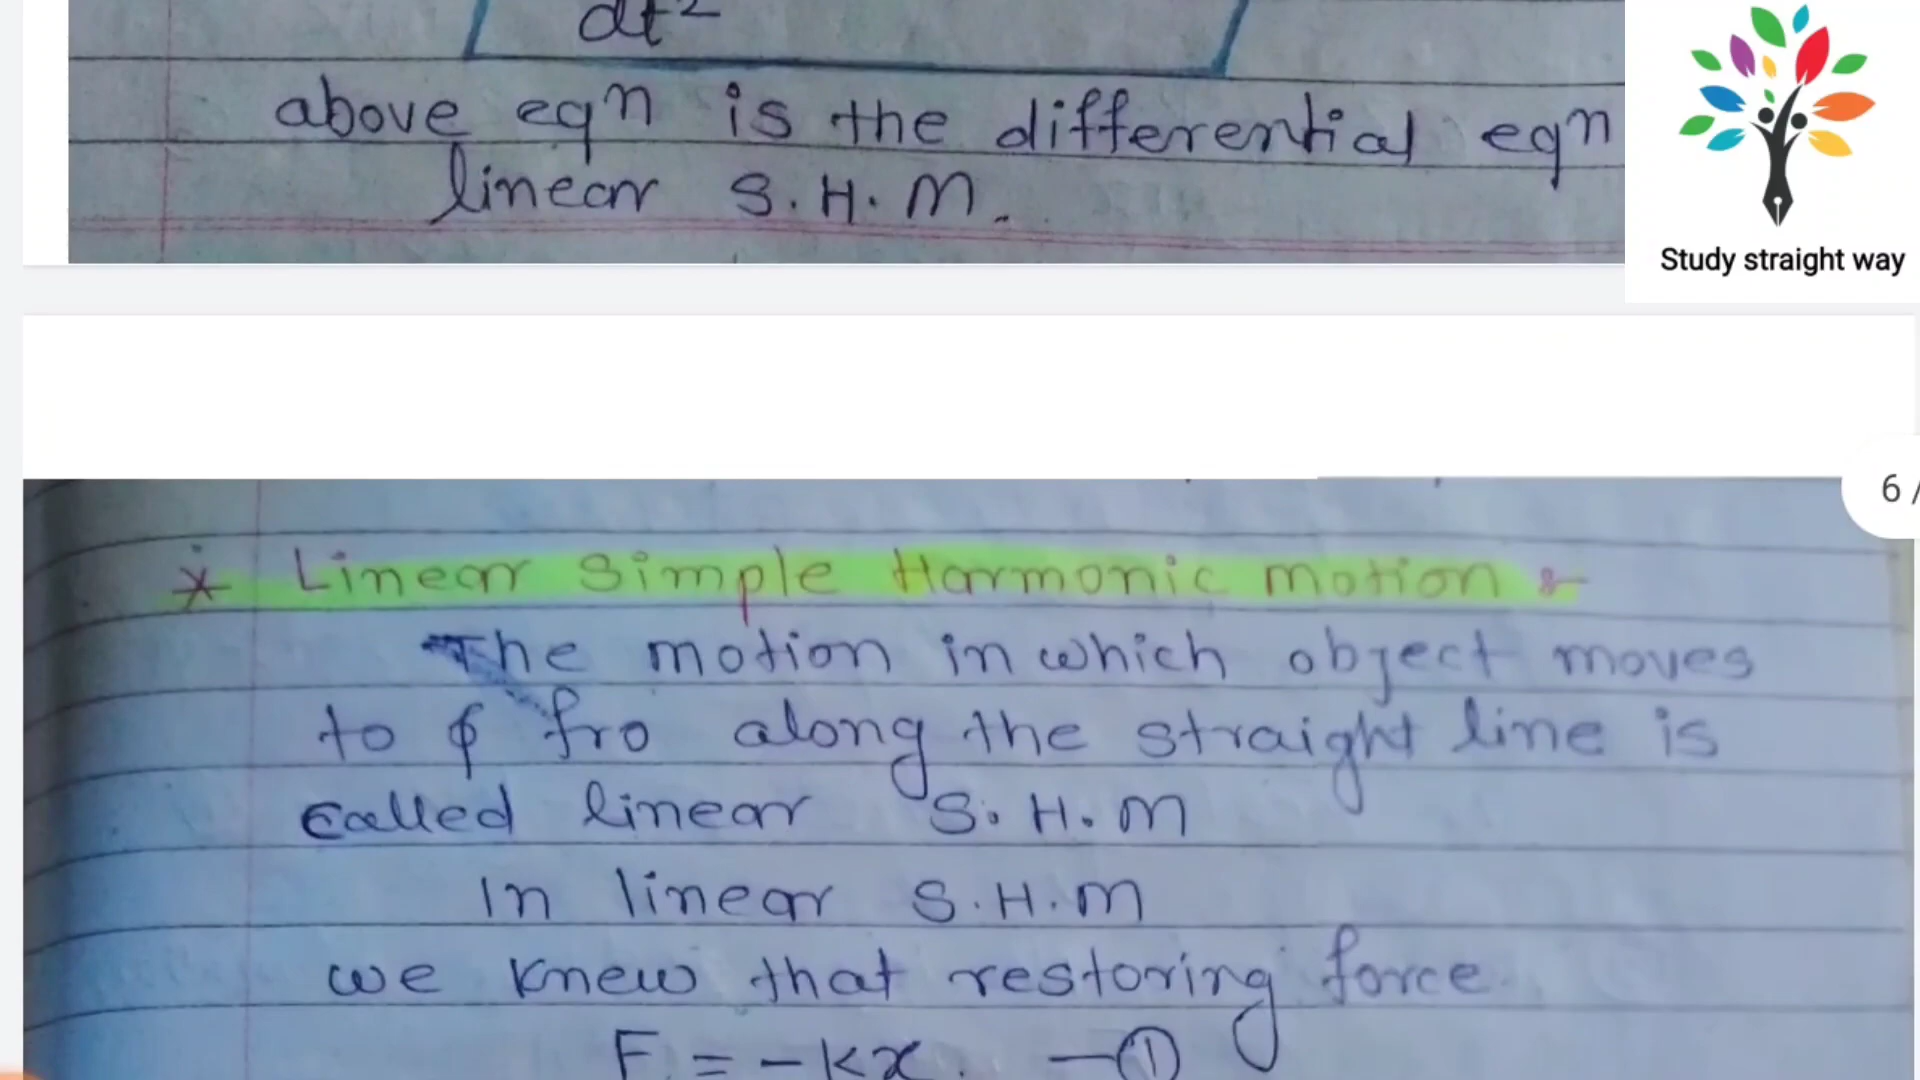 dt²
above eqn is the differential eqn
linear S.H.M.
Study straight way
6/
* Linear Simple Harmonic Motion :-
The motion in which object moves
to & fro along the straight line is
called linear S.H.M
In linear S.H.M
we knew that restoring force
F = -kx. —①